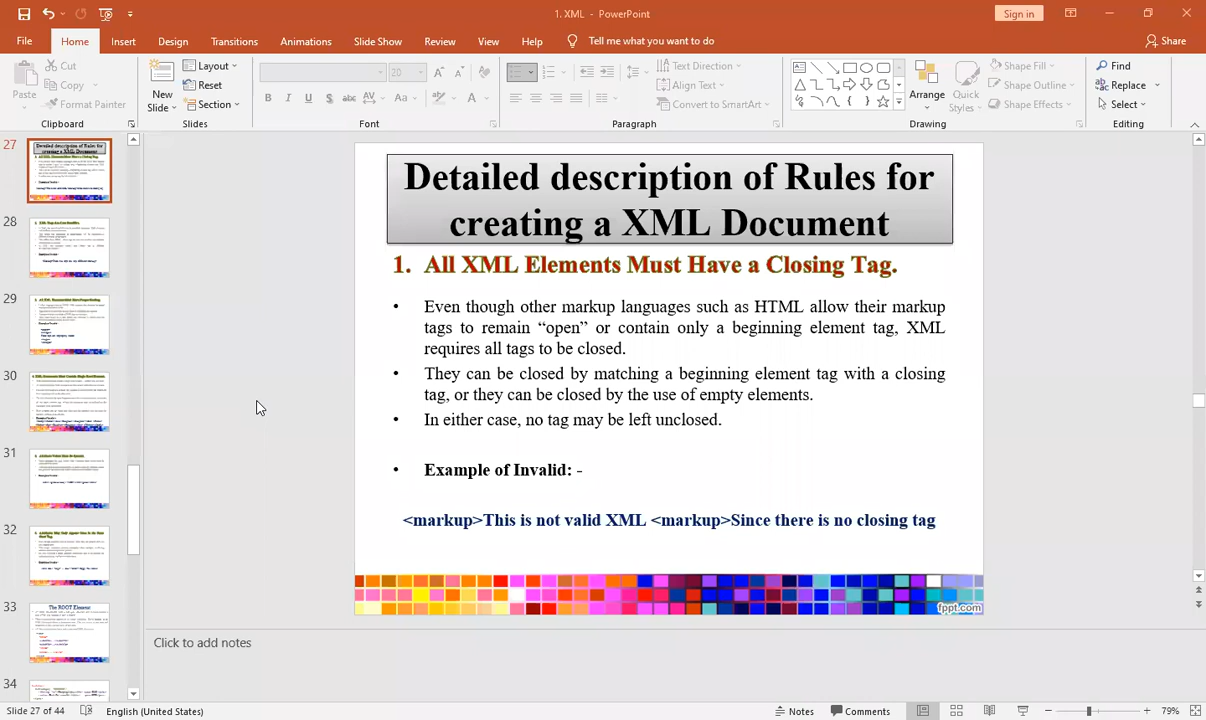 1. XML - PowerPoint
Sign in
File Home Insert Design Transitions Animations Slide Show Review View Help Tell me what you want to do Share
Paste
Cut
Copy
Format Painter
Clipboard
New Slide
Layout
Reset
Section
Slides
20
B I U S abc AV Aa A
Font
Text Direction
Align Text
Convert to SmartArt
Paragraph
Arrange
Quick Styles
Shape Fill
Shape Outline
Shape Effects
Drawing
Find
Replace
Select
Editing
27
28
29
30
31
32
33
The ROOT Element
34
Detailed description of Rules for
creating a XML Document
1. All XML Elements Must Have a Closing Tag.
• Even though other markup languages such as HTML allow their markup
tags to remain “open” or contain only a beginning element tag, XML
requires all tags to be closed.
• They can be closed by matching a beginning element tag with a closing
tag, or they can be closed by the use of empty elements.
• In either case, no tag may be left unclosed.
• Example of Invalid: -
<markup>This is not valid XML <markup>Since there is no closing tag
fppt.com
Click to add notes
Slide 27 of 44 English (United States) Notes Comments 79%